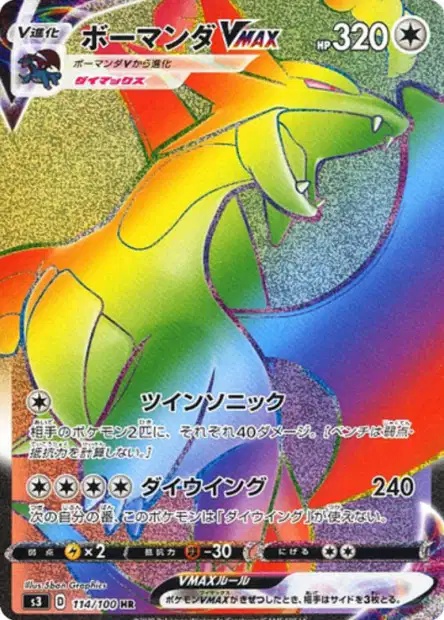 V進化
ボーマンダVMAX
HP320
ボーマンダVから進化
ダイマックス
ツインソニック
相手のポケモン2匹に、それぞれ40ダメージ。[ベンチは弱点・
抵抗力を計算しない。]
ダイウイング 240
次の自分の番、このポケモンは「ダイウイング」が使えない。
弱点 ×2 抵抗力 -30 にげる
Illus. 5ban Graphics
VMAXルール
s3 D 114/100 HR
ポケモンVMAXがきぜつしたとき、相手はサイドを3枚とる。